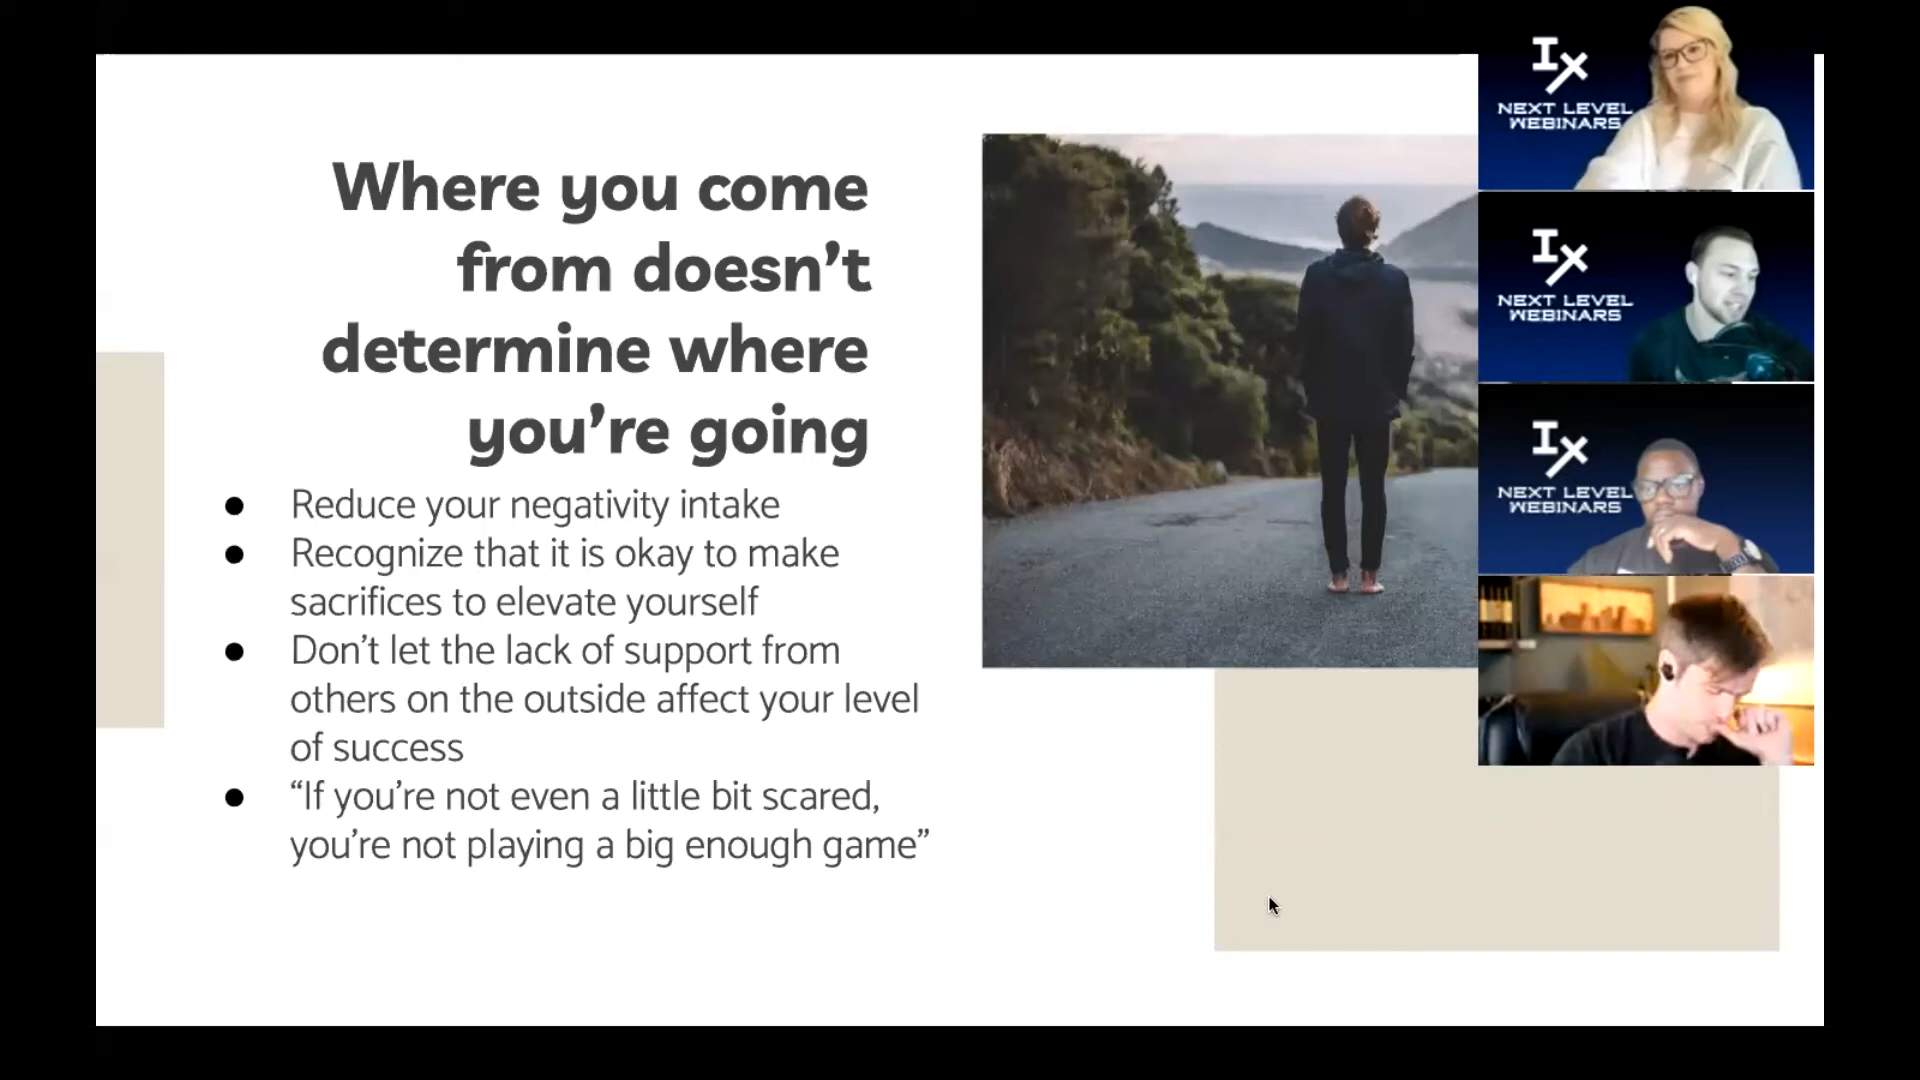 Where you come
from doesn’t
determine where
you’re going
● Reduce your negativity intake
● Recognize that it is okay to make
sacrifices to elevate yourself
● Don’t let the lack of support from
others on the outside affect your level
of success
● “If you’re not even a little bit scared,
you’re not playing a big enough game”
Ix
NEXT LEVEL
WEBINARS
Ix
NEXT LEVEL
WEBINARS
Ix
NEXT LEVEL
WEBINARS